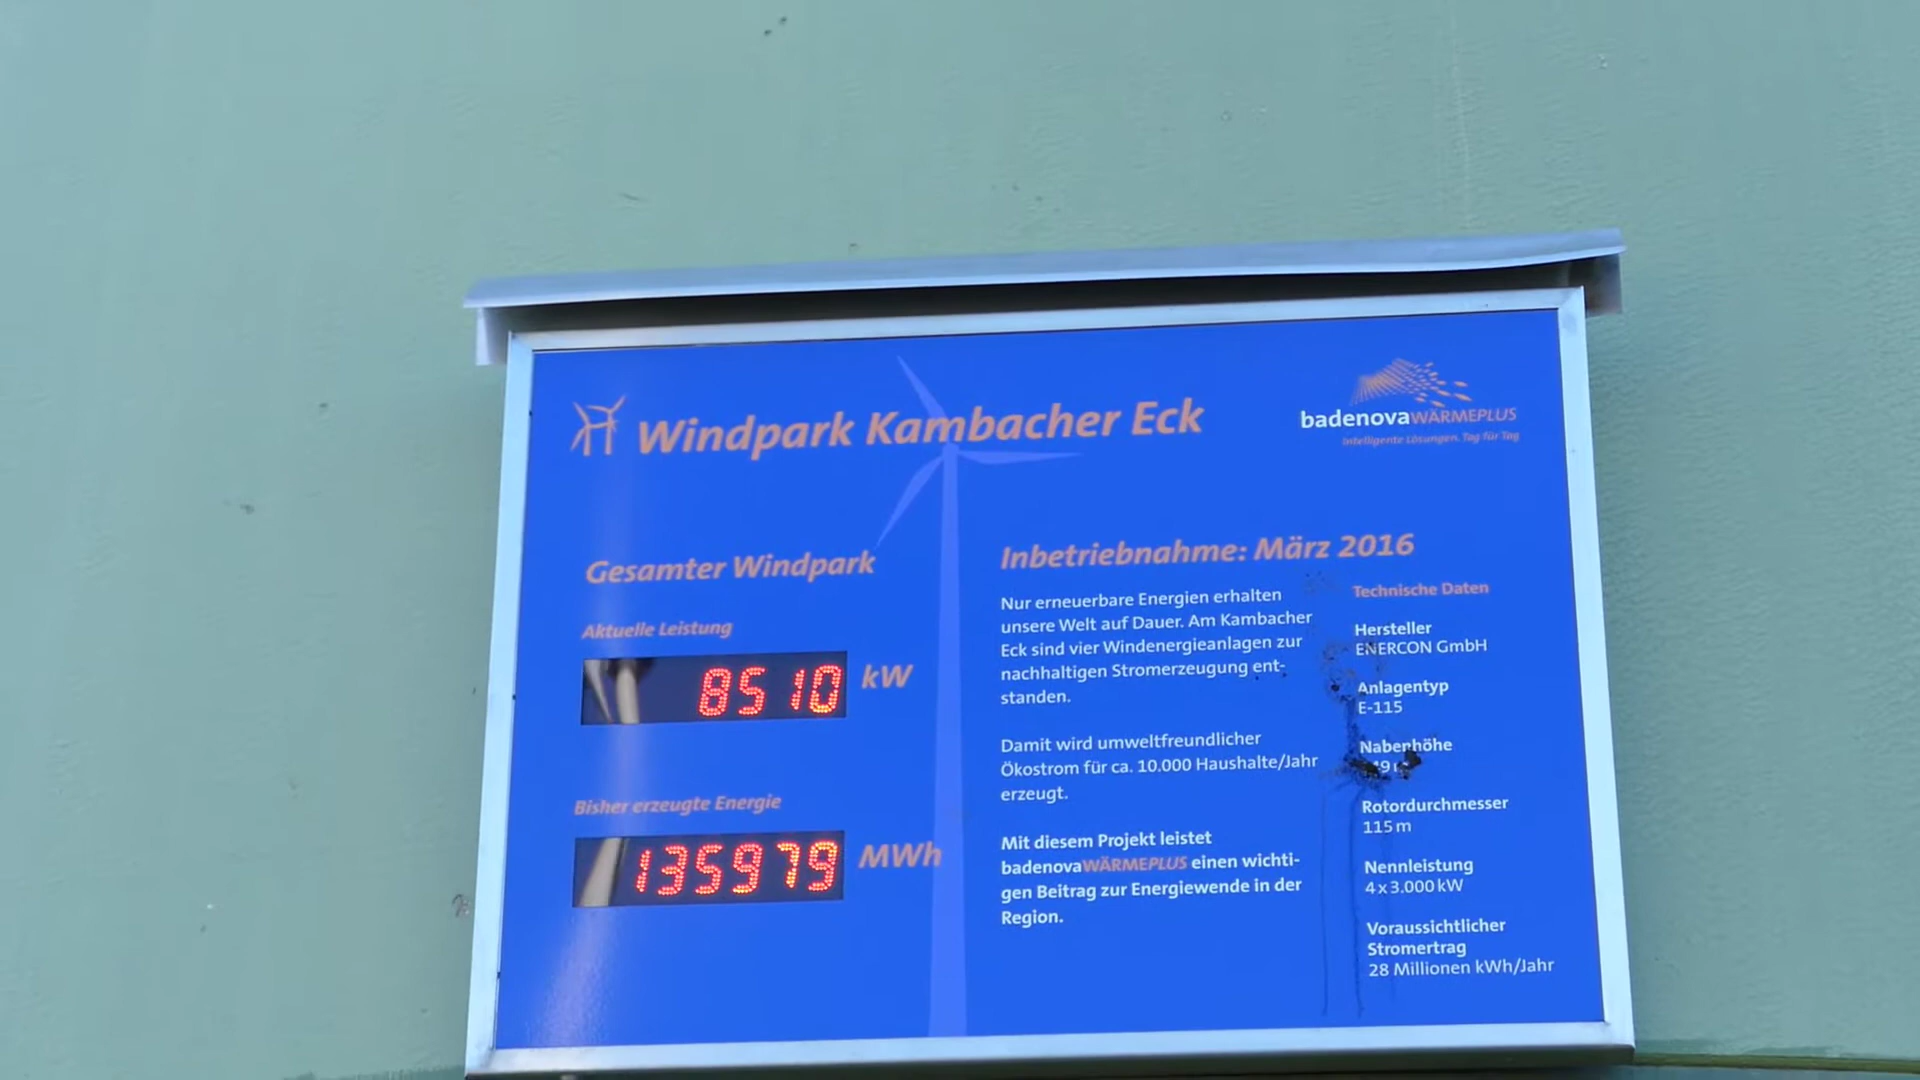 Windpark Kambacher Eck
badenovaWÄRMEPLUS
Intelligente Lösungen. Tag für Tag
Gesamter Windpark
Aktuelle Leistung
8510 kW
Bisher erzeugte Energie
135979 MWh
Inbetriebnahme: März 2016
Nur erneuerbare Energien erhalten
unsere Welt auf Dauer. Am Kambacher
Eck sind vier Windenergieanlagen zur
nachhaltigen Stromerzeugung ent-
standen.
Damit wird umweltfreundlicher
Ökostrom für ca. 10.000 Haushalte/Jahr
erzeugt.
Mit diesem Projekt leistet
badenovaWÄRMEPLUS einen wichti-
gen Beitrag zur Energiewende in der
Region.
Technische Daten
Hersteller
ENERCON GmbH
Anlagentyp
E-115
Nabenhöhe
Rotordurchmesser
115 m
Nennleistung
4 x 3.000 kW
Voraussichtlicher
Stromertrag
28 Millionen kWh/Jahr